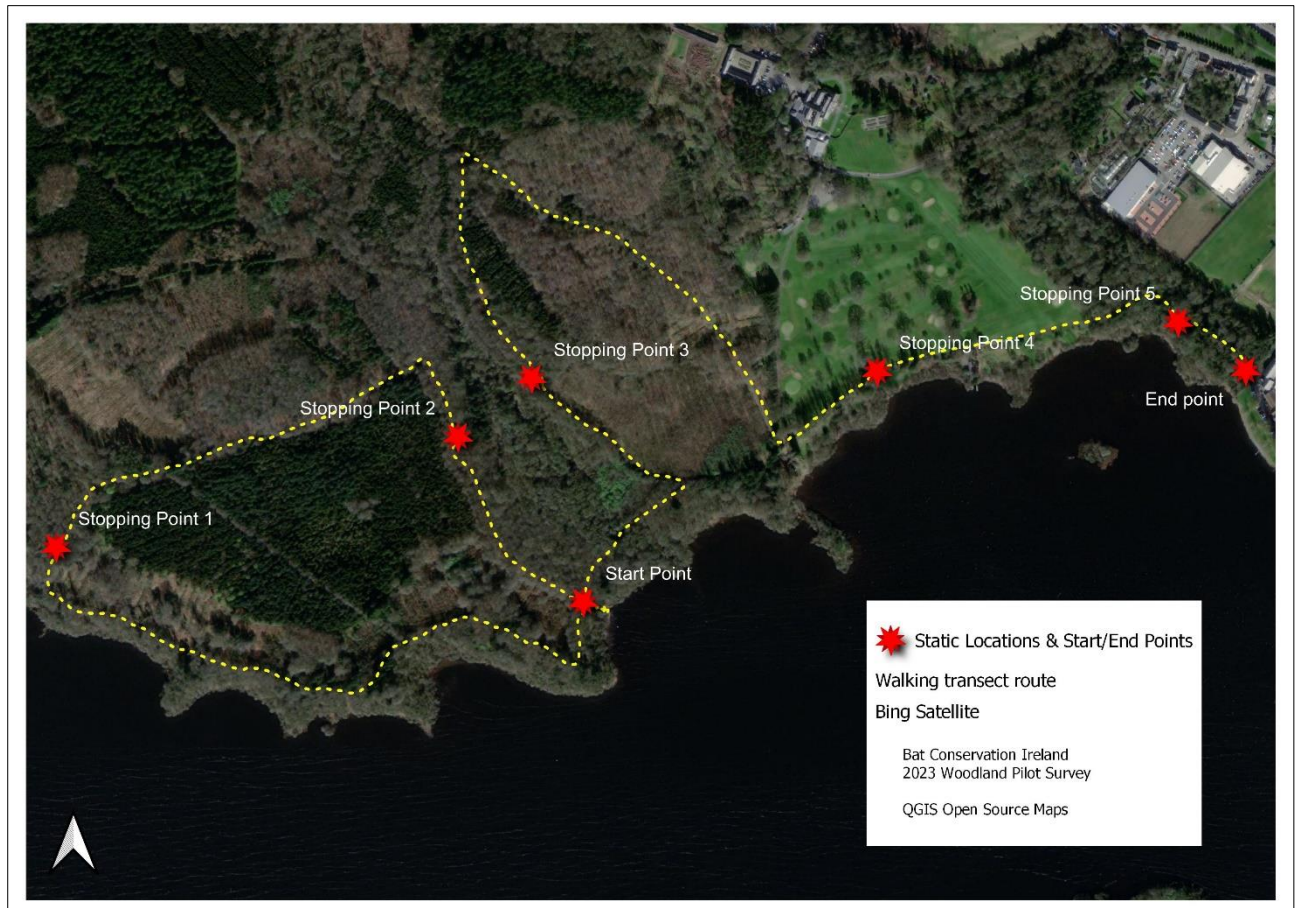 Stopping Point 5
Stopping Point 4
Stopping Point 3
End point
Stopping Point 2
Stopping Point 1
Start Point
Static Locations & Start/End Points
Walking transect route
Bing Satellite
Bat Conservation Ireland
2023 Woodland Pilot Survey
QGIS Open Source Maps